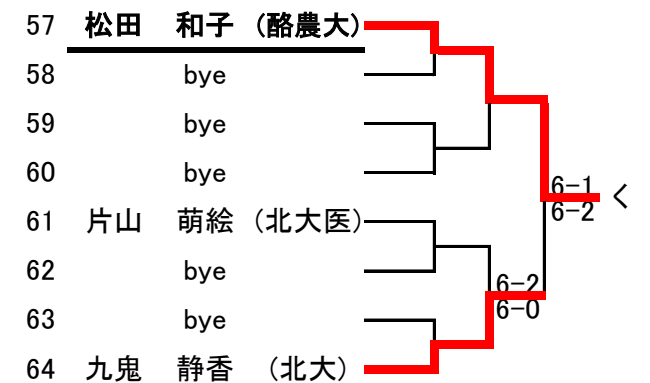 57 松田 和子 (酪農大)
58 bye
59 bye
60 bye
6-1
6-2
く
61 片山 萌絵 (北大医)
62 bye
6-2
6-0
63 bye
64 九鬼 静香 (北大)